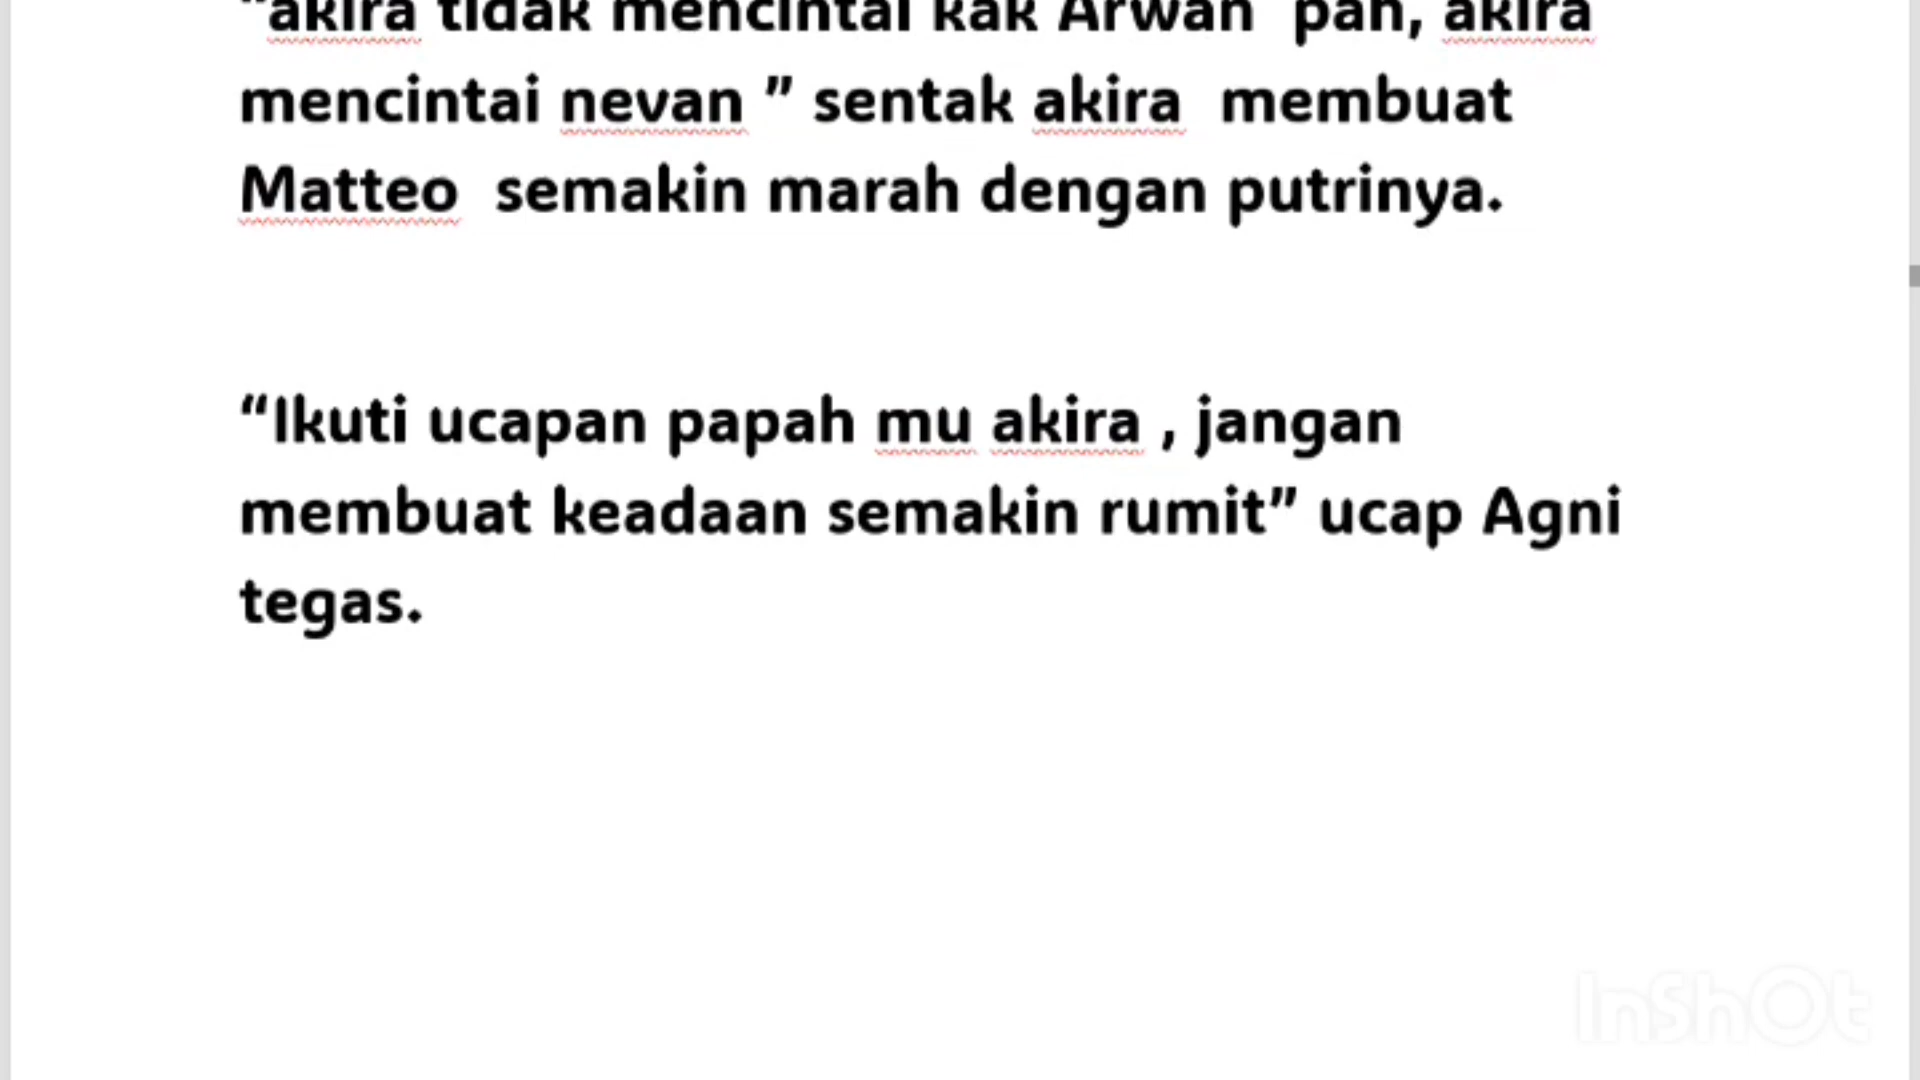 “akira tidak mencintai kak Arwan  pah, akira
mencintai nevan ” sentak akira  membuat
Matteo  semakin marah dengan putrinya.
“Ikuti ucapan papah mu akira , jangan
membuat keadaan semakin rumit” ucap Agni
tegas.
InShOt